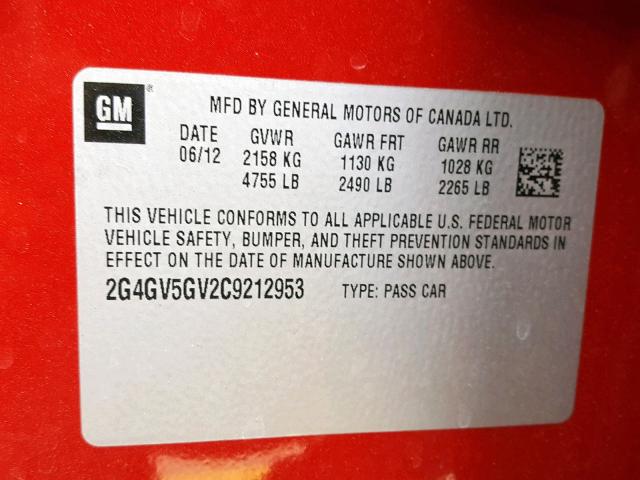 GM®
MFD BY GENERAL MOTORS OF CANADA LTD.
DATE GVWR GAWR FRT GAWR RR
06/12 2158 KG 1130 KG 1028 KG
4755 LB 2490 LB 2265 LB
THIS VEHICLE CONFORMS TO ALL APPLICABLE U.S. FEDERAL MOTOR
VEHICLE SAFETY, BUMPER, AND THEFT PREVENTION STANDARDS IN
EFFECT ON THE DATE OF MANUFACTURE SHOWN ABOVE.
2G4GV5GV2C9212953 TYPE: PASS CAR